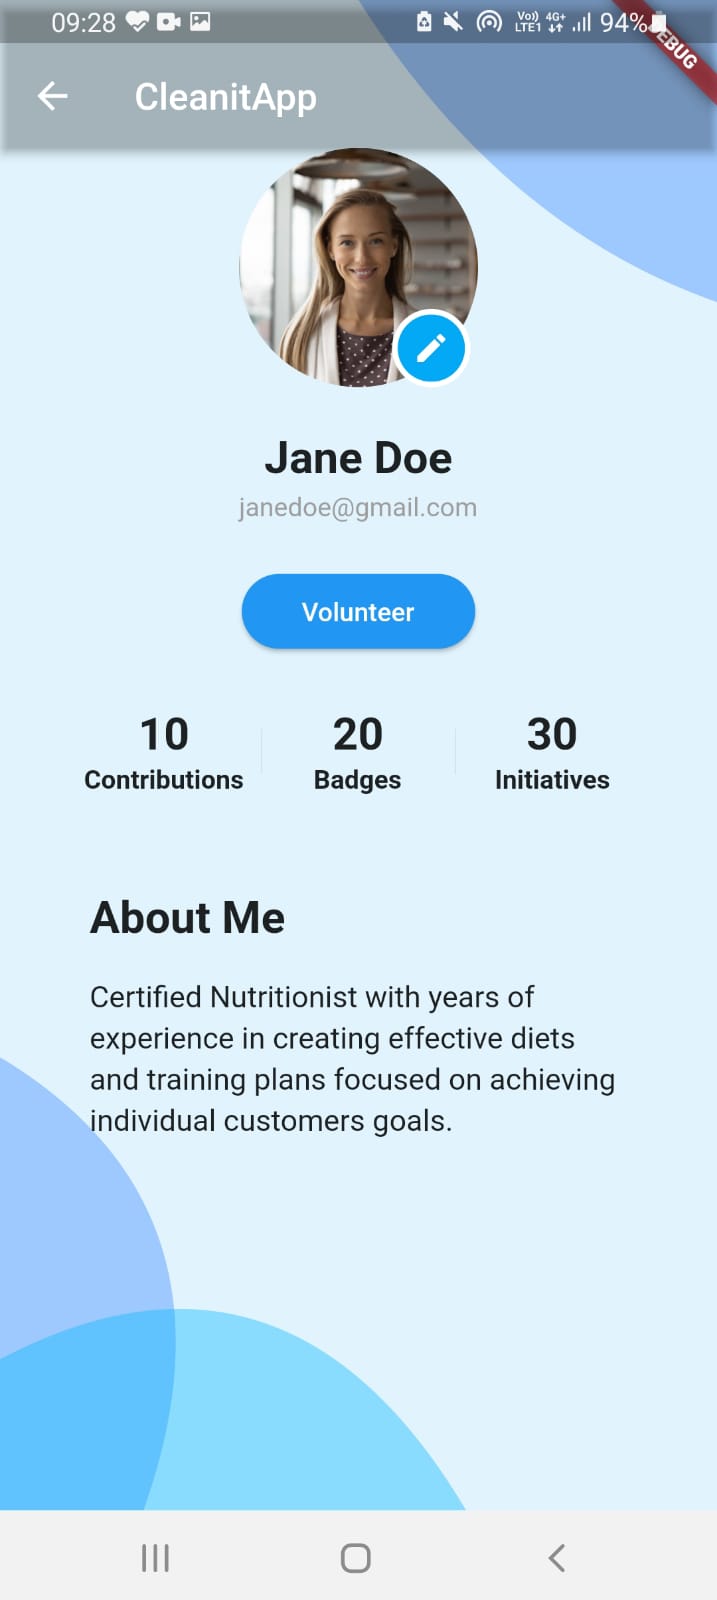 09:28 Vo)) LTE1 4G+ 94%
EBUG
CleanitApp
Jane Doe
janedoe@gmail.com
Volunteer
10 20 30
Contributions Badges Initiatives
About Me
Certified Nutritionist with years of
experience in creating effective diets
and training plans focused on achieving
individual customers goals.